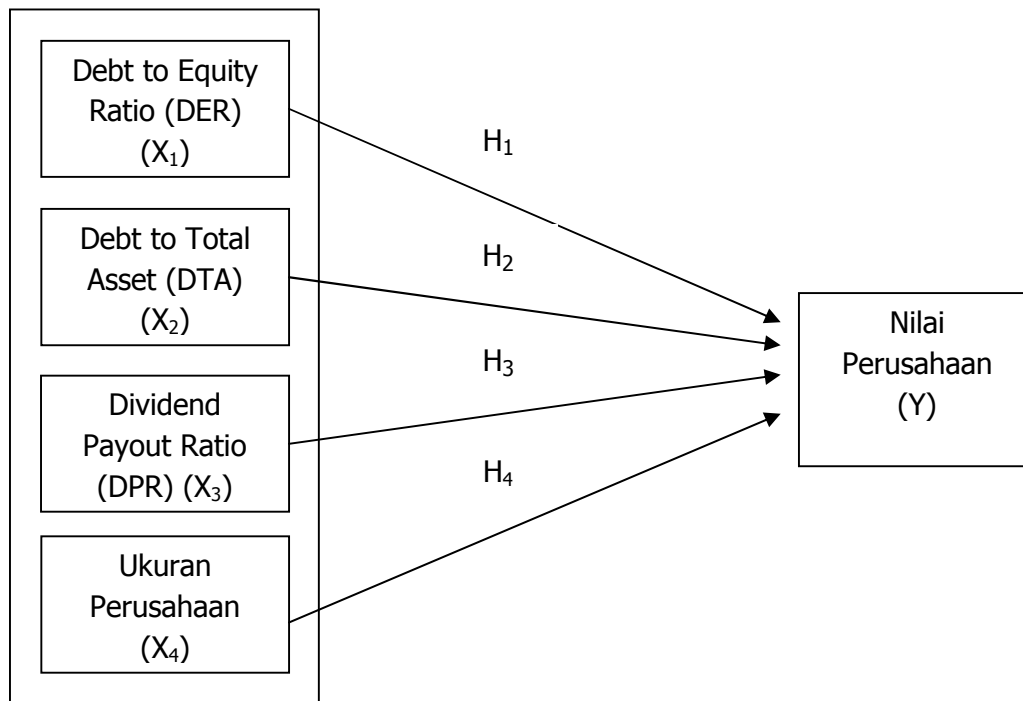 Debt to Equity
Ratio (DER)
(X₁)
H₁
Debt to Total
Asset (DTA)
(X₂)
H₂
Dividend
Payout Ratio
(DPR) (X₃)
H₃
Ukuran
Perusahaan
(X₄)
H₄
Nilai
Perusahaan
(Y)